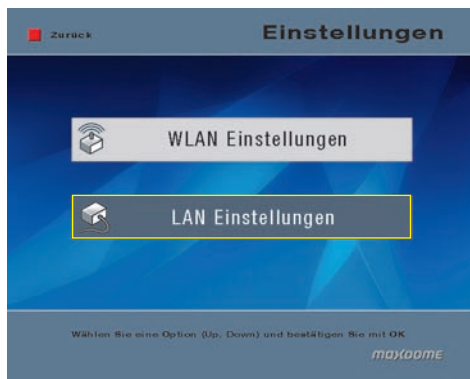 Zurück
Einstellungen
WLAN Einstellungen
LAN Einstellungen
Wählen Sie eine Option (Up, Down) und bestätigen Sie mit OK
maxdome